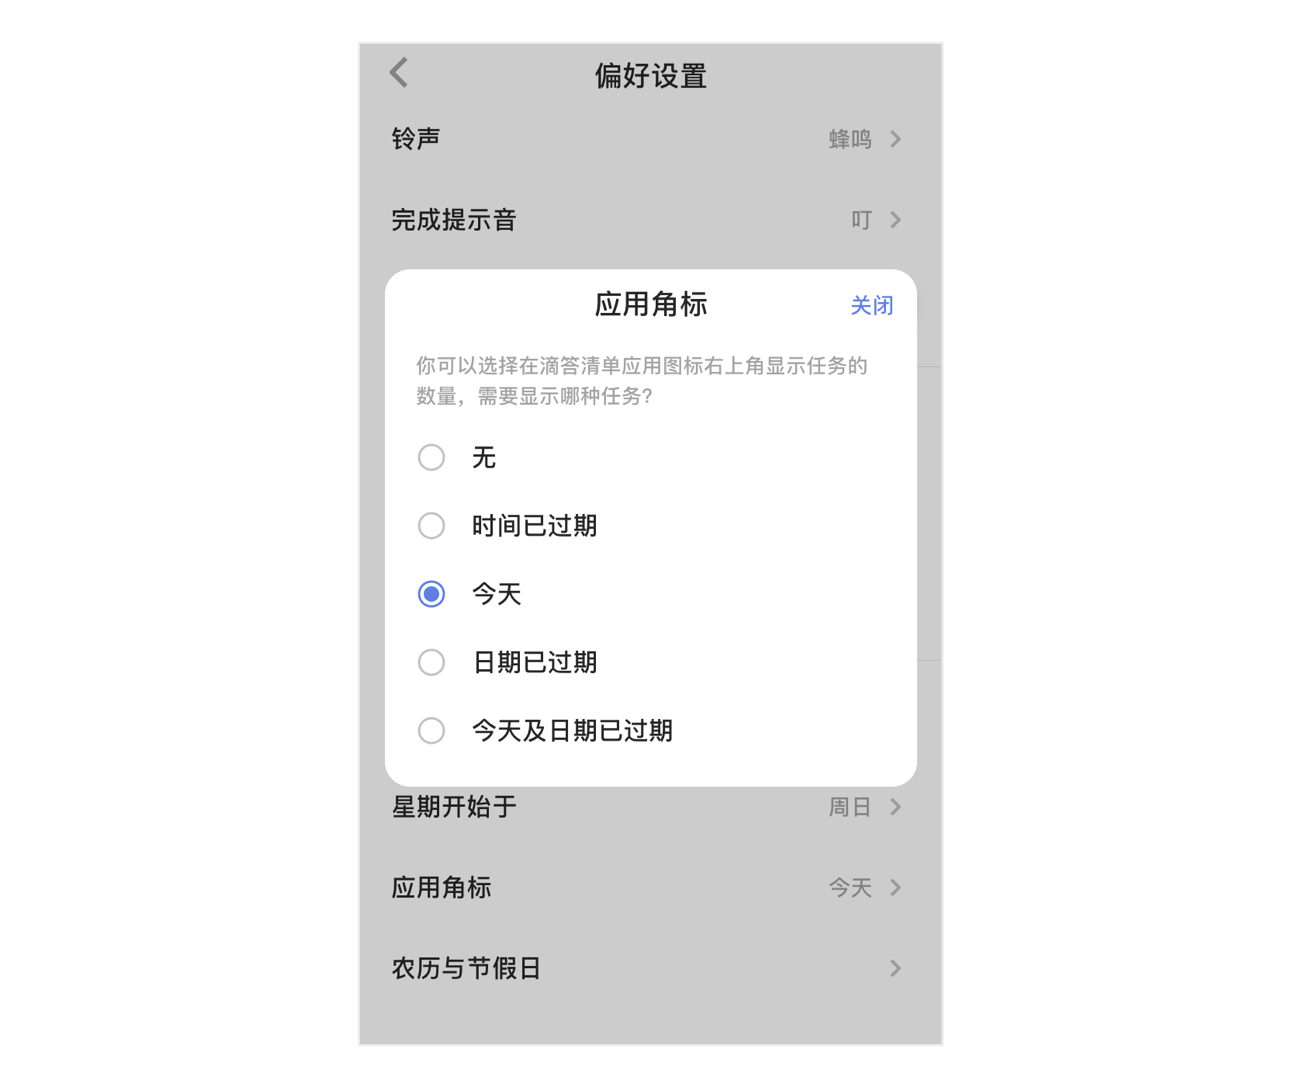 偏好设置
铃声 蜂鸣
完成提示音 叮
应用角标 关闭
你可以选择在滴答清单应用图标右上角显示任务的
数量，需要显示哪种任务?
无
时间已过期
今天
日期已过期
今天及日期已过期
星期开始于 周日
应用角标 今天
农历与节假日